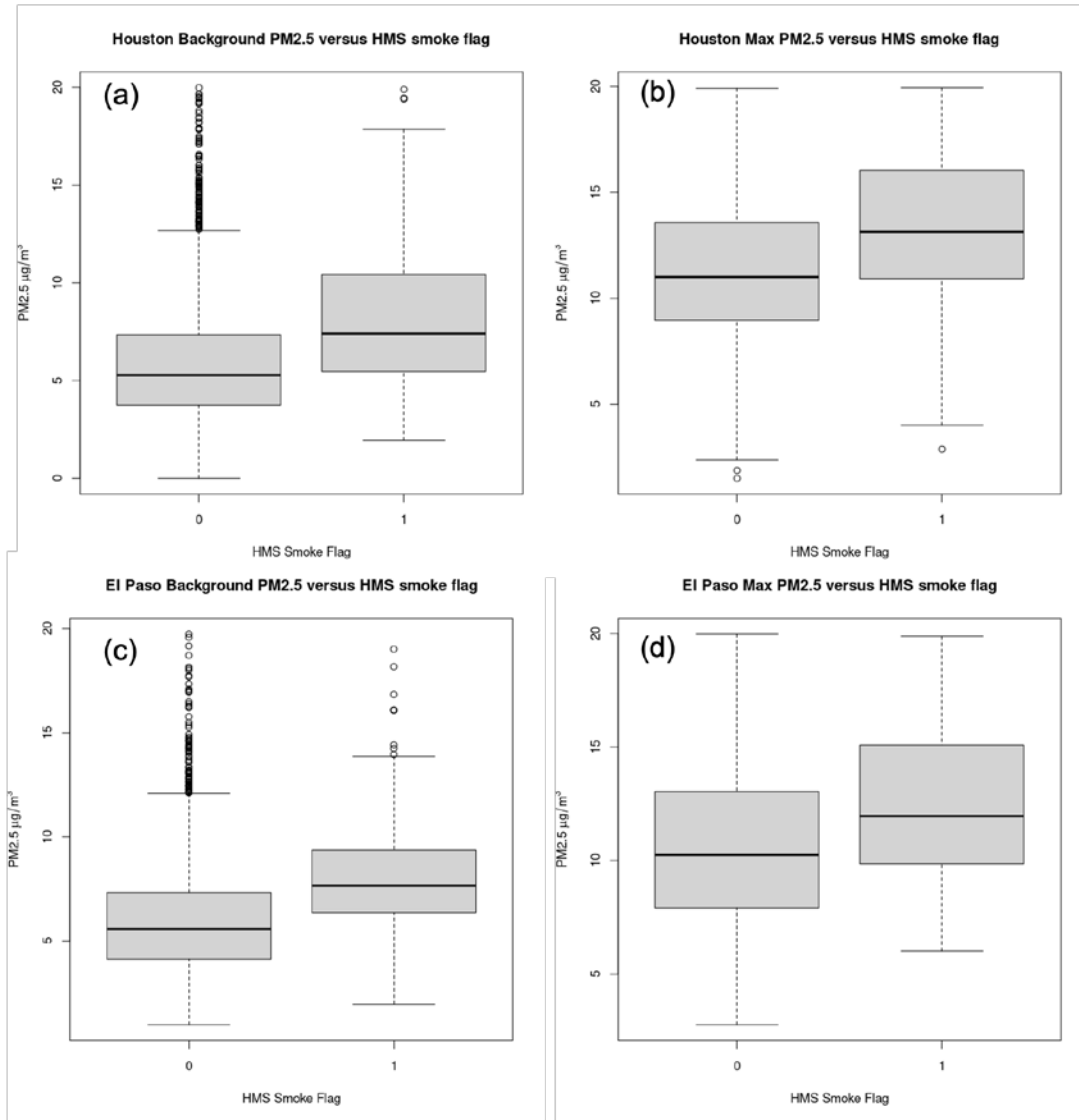 Houston Background PM2.5 versus HMS smoke flag
(a)
20
15
10
5
0
PM2.5 µg/m³
0 1
HMS Smoke Flag
Houston Max PM2.5 versus HMS smoke flag
(b)
20
15
10
5
PM2.5 µg/m³
0 1
HMS Smoke Flag
El Paso Background PM2.5 versus HMS smoke flag
(c)
20
15
10
5
PM2.5 µg/m³
0 1
HMS Smoke Flag
El Paso Max PM2.5 versus HMS smoke flag
(d)
20
15
10
5
PM2.5 µg/m³
0 1
HMS Smoke Flag